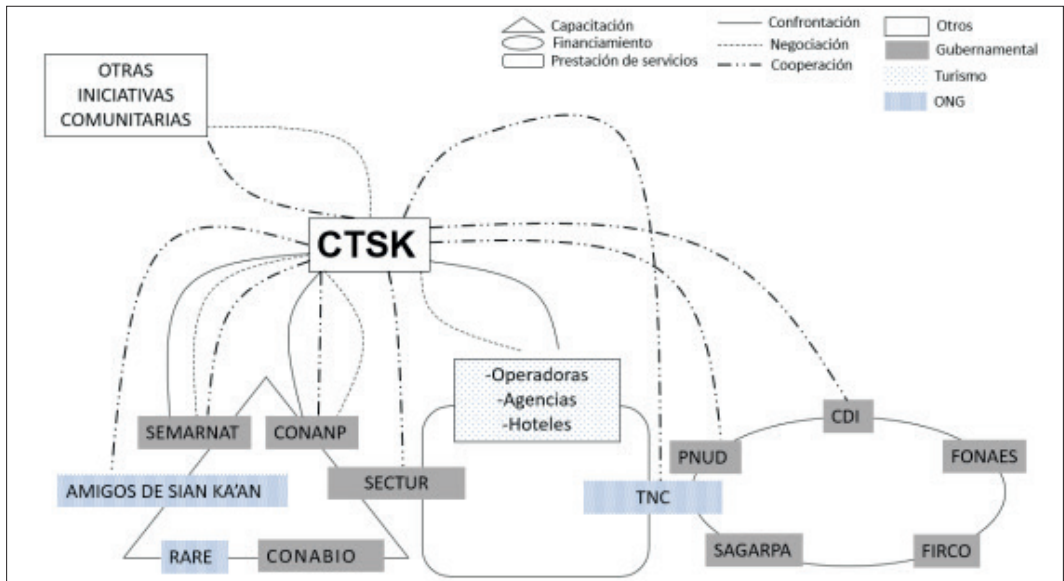 Capacitación
Financiamiento
Prestación de servicios
Confrontación
Negociación
Cooperación
Otros
Gubernamental
Turismo
ONG
OTRAS
INICIATIVAS
COMUNITARIAS
CTSK
-Operadoras
-Agencias
-Hoteles
SEMARNAT
CONANP
CDI
PNUD
FONAES
AMIGOS DE SIAN KA'AN
SECTUR
TNC
RARE
CONABIO
SAGARPA
FIRCO